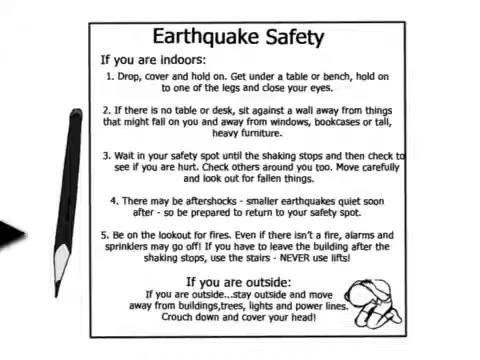 Earthquake Safety
If you are indoors:
1. Drop, cover and hold on. Get under a table or bench, hold on
to one of the legs and close your eyes.
2. If there is no table or desk, sit against a wall away from things
that might fall on you and away from windows, bookcases or tall,
heavy furniture.
3. Wait in your safety spot until the shaking stops and then check to
see if you are hurt. Check others around you too. Move carefully
and look out for fallen things.
4. There may be aftershocks - smaller earthquakes quiet soon
after - so be prepared to return to your safety spot.
5. Be on the lookout for fires. Even if there isn't a fire, alarms and
sprinklers may go off! If you have to leave the building after the
shaking stops, use the stairs - NEVER use lifts!
If you are outside:
If you are outside...stay outside and move
away from buildings,trees, lights and power lines.
Crouch down and cover your head!